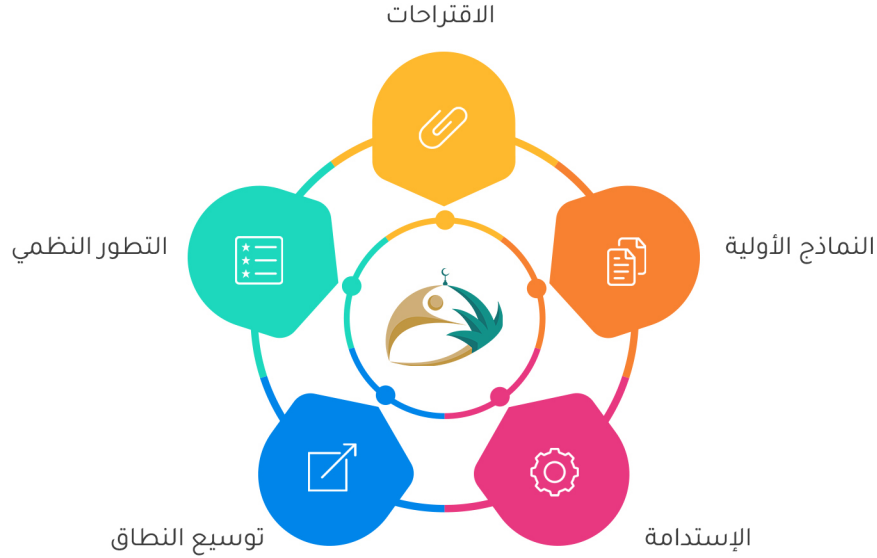 الاقتراحات
النماذج الأولية
التطور النظمي
الإستدامة
توسيع النطاق